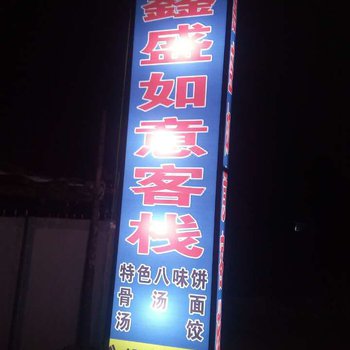 鑫盛如意客栈
特色八味饼
骨汤面
汤饺